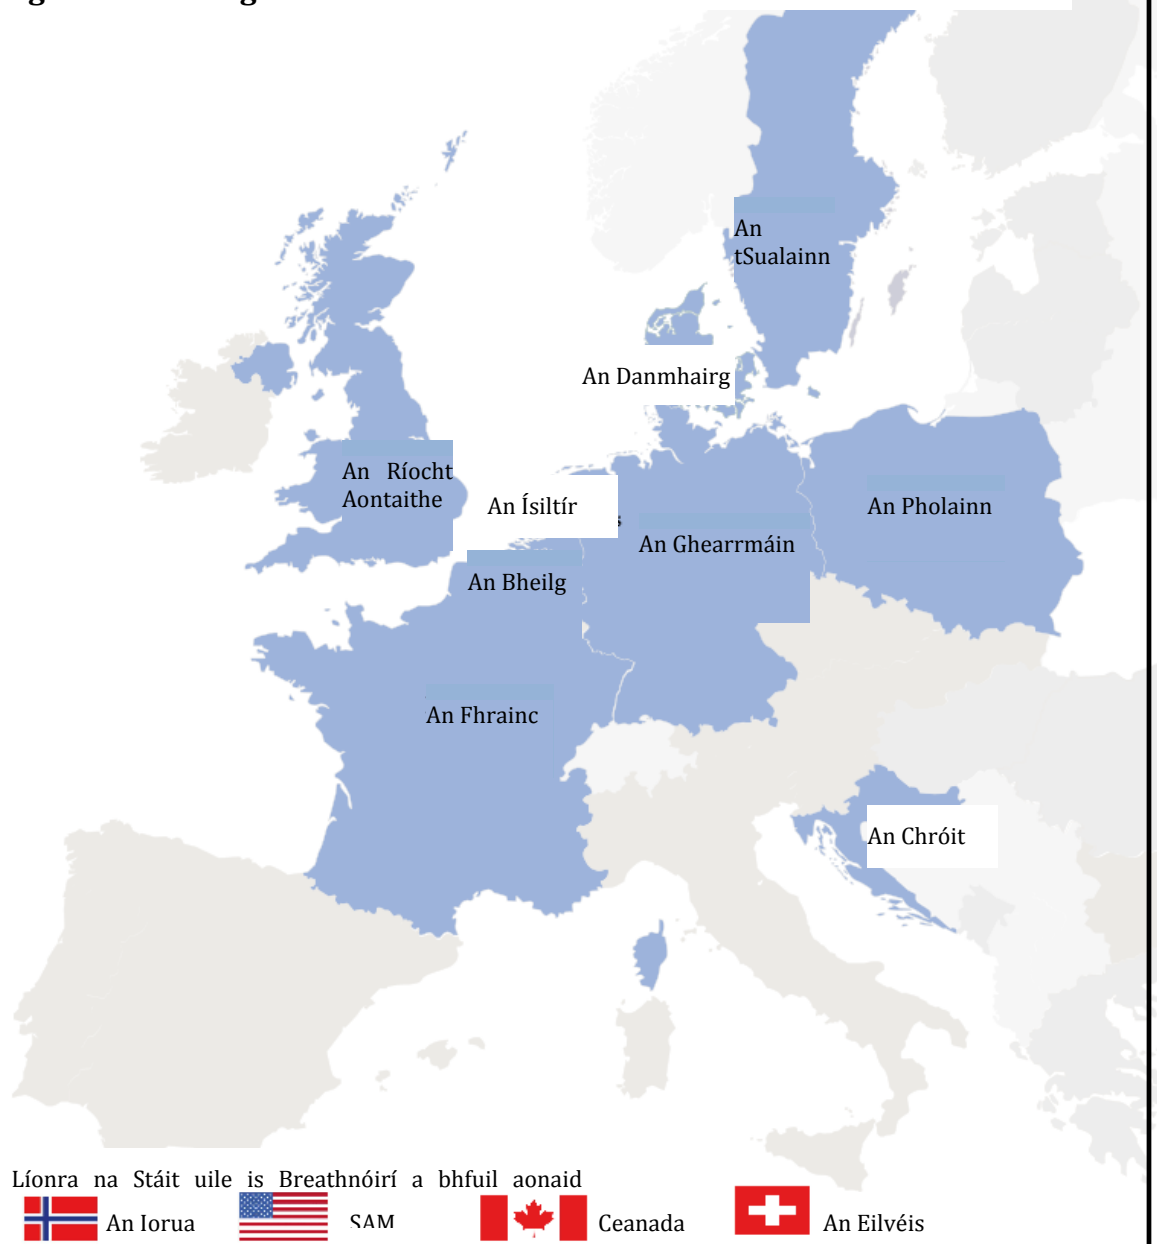 An
tSualainn
An Danmhairg
An Ríocht
Aontaithe
An Ísiltír
An Pholainn
An Ghearrmáin
An Bheilg
An Fhrainc
An Chróit
Líonra na Stáit uile is Breathnóirí a bhfuil aonaid
An Iorua
SAM
Ceanada
An Eilvéis